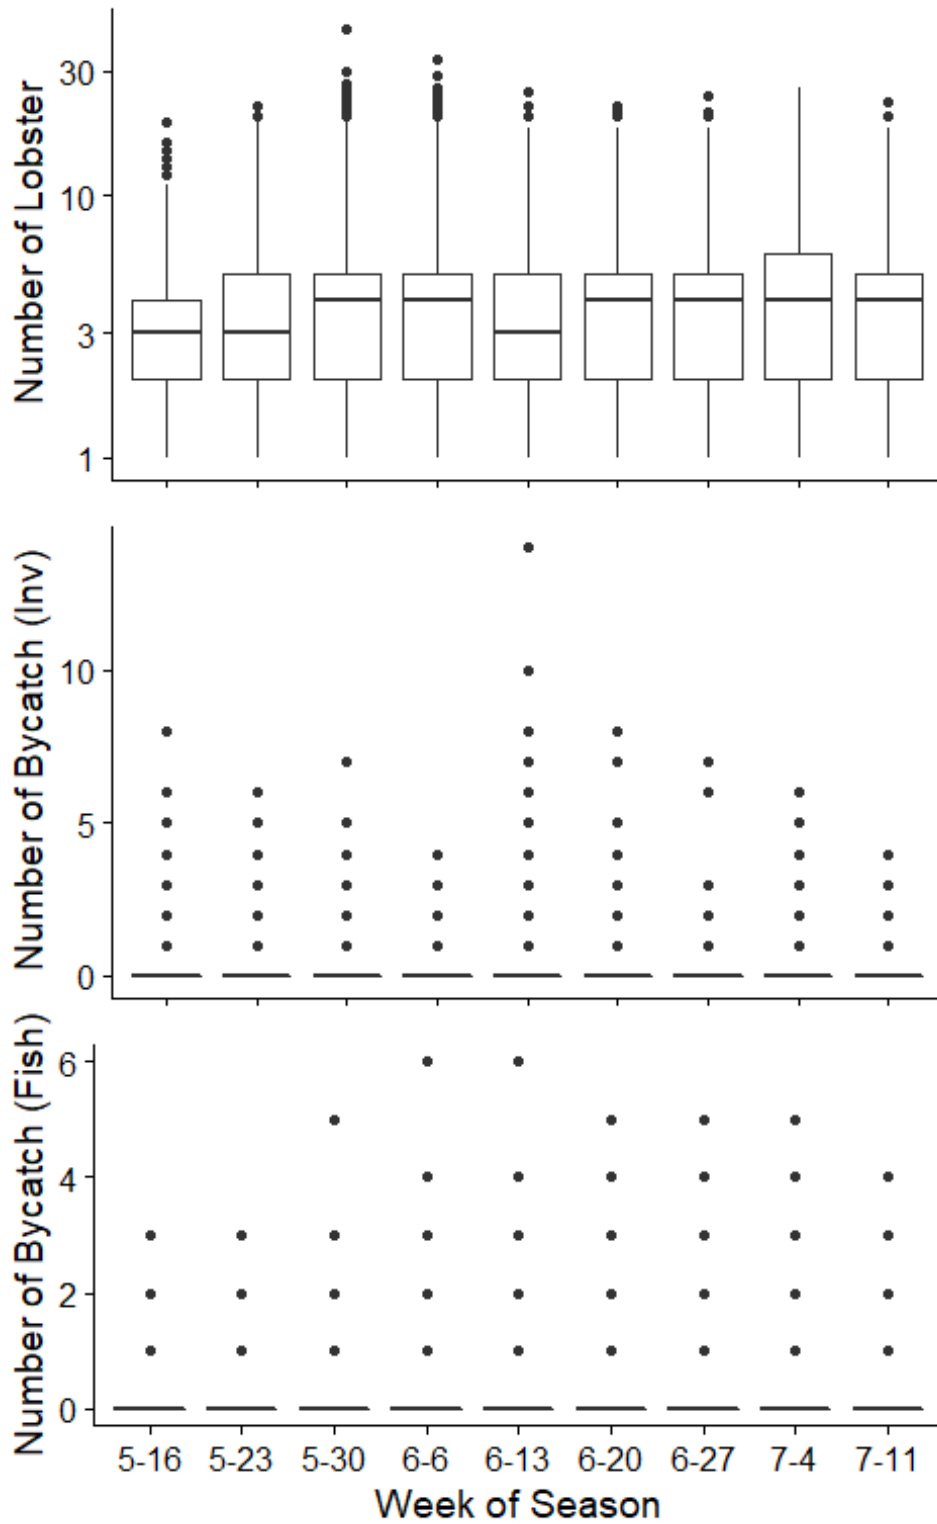 Number of Lobster
30
10
3
1
Number of Bycatch (Inv)
10
5
0
Number of Bycatch (Fish)
6
4
2
0
5-16 5-23 5-30 6-6 6-13 6-20 6-27 7-4 7-11
Week of Season